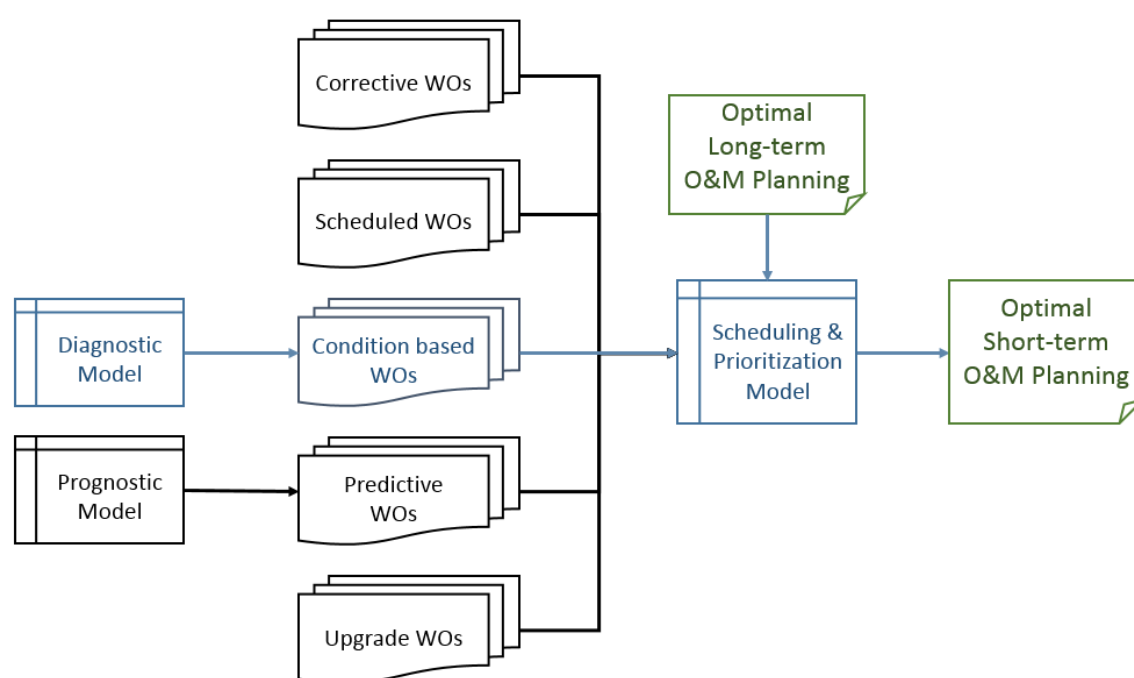 Corrective WOs
Scheduled WOs
Diagnostic
Model
Condition based
WOs
Prognostic
Model
Predictive
WOs
Upgrade WOs
Optimal
Long-term
O&M Planning
Scheduling &
Prioritization
Model
Optimal
Short-term
O&M Planning